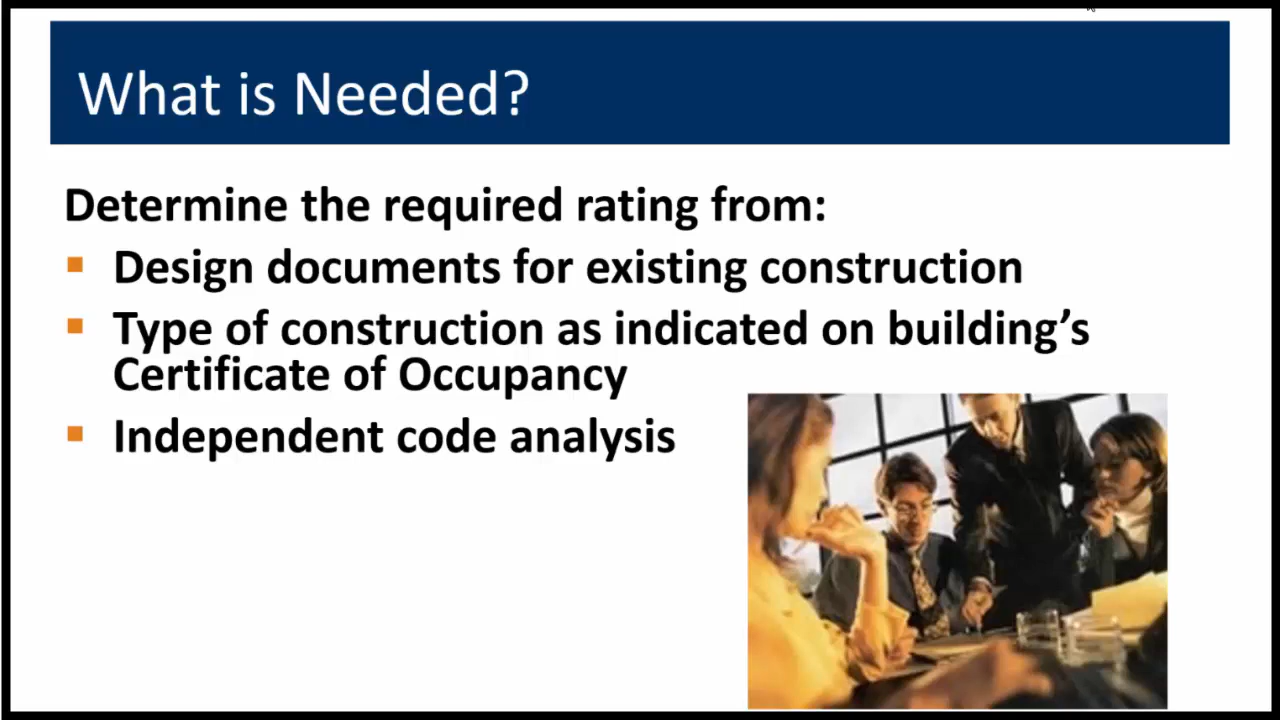 What is Needed?
Determine the required rating from:
Design documents for existing construction
Type of construction as indicated on building’s
Certificate of Occupancy
Independent code analysis